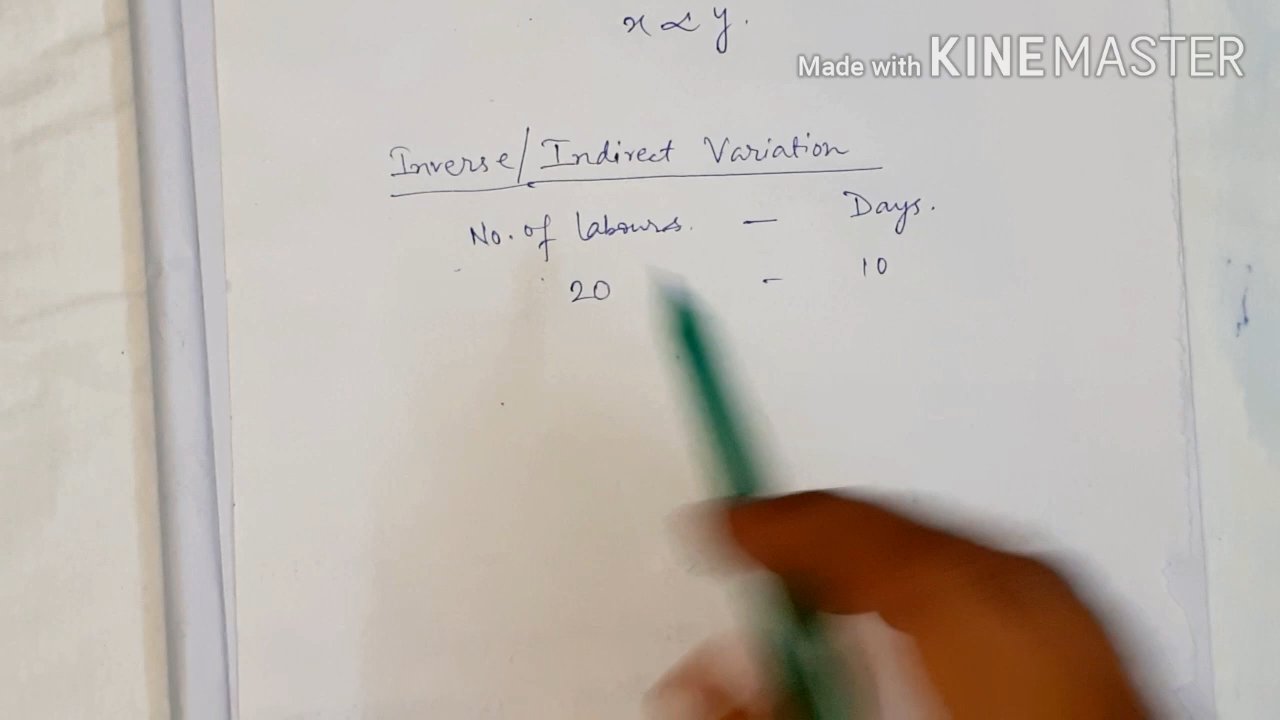 x ∝ y.
Made with KINEMASTER
Inverse/Indirect Variation
No. of labours. — Days.
20 - 10